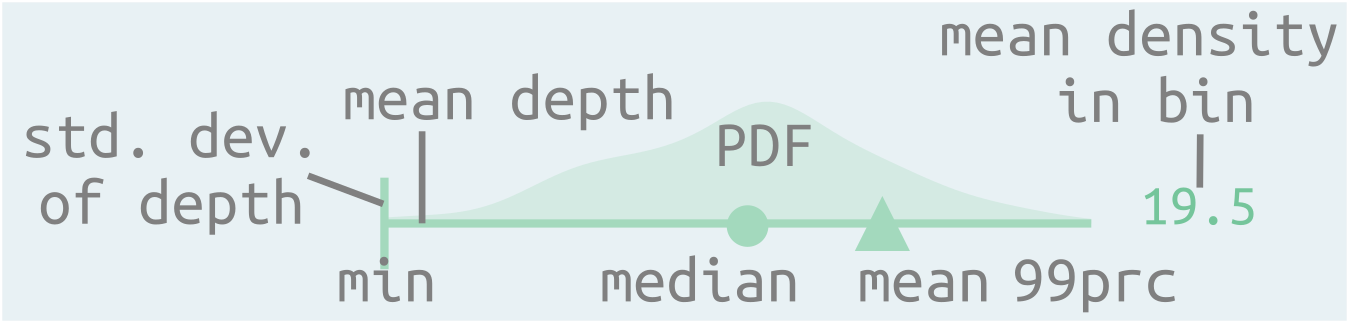 mean density
in bin
mean depth
std. dev.
of depth
PDF
19.5
min
median
mean
99prc